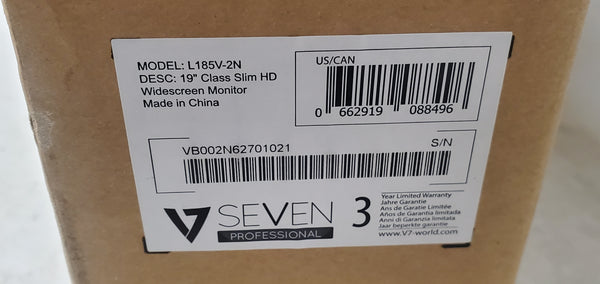 MODEL: L185V-2N
DESC: 19" Class Slim HD
Widescreen Monitor
Made in China
US/CAN
0 662919 088496
VB002N62701021 S/N
V7 SEVEN
PROFESSIONAL
3
Year Limited Warranty
Jahre Garantie
Ans de Garatie Limitée
Años de Garantia limitada
Anni di Garanzia limitata
Jaar beperkte garantie
www.V7-world.com